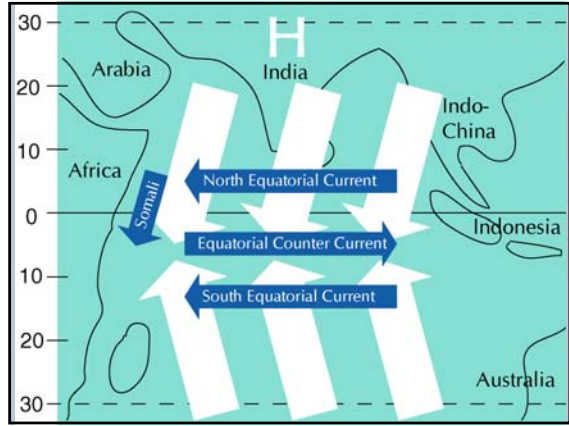 30
H
Arabia
India
20
Indo-
China
10
Africa
North Equatorial Current
Somali
0
Indonesia
Equatorial Counter Current
10
South Equatorial Current
20
Australia
30